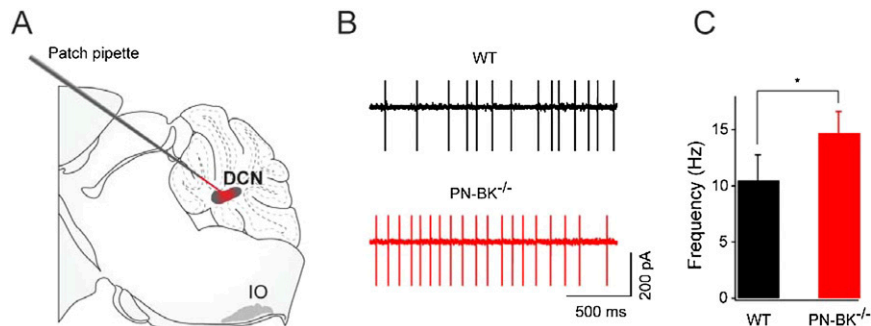 A
Patch pipette
DCN
IO
B
WT
PN-BK⁻/⁻
200 pA
500 ms
C
*
Frequency (Hz)
15
10
5
0
WT
PN-BK⁻/⁻